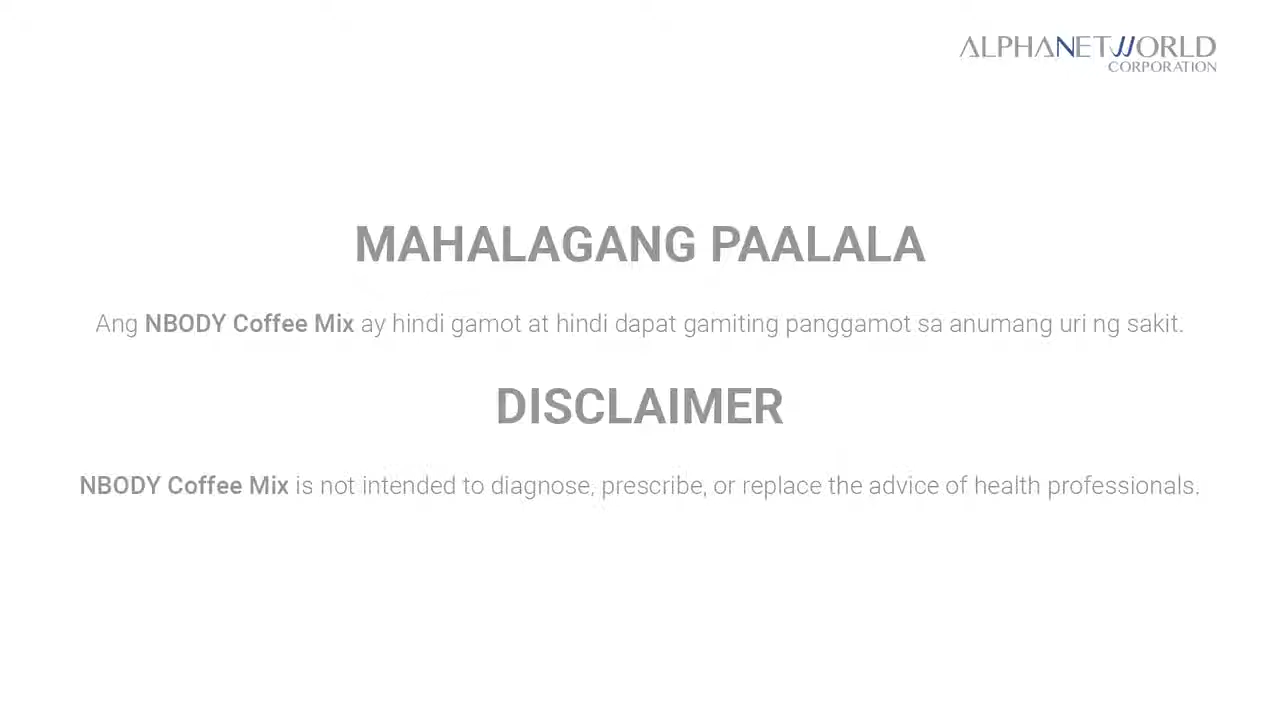 ALPHANETWORLD
CORPORATION
MAHALAGANG PAALALA
Ang NBODY Coffee Mix ay hindi gamot at hindi dapat gamiting panggamot sa anumang uri ng sakit.
DISCLAIMER
NBODY Coffee Mix is not intended to diagnose, prescribe, or replace the advice of health professionals.